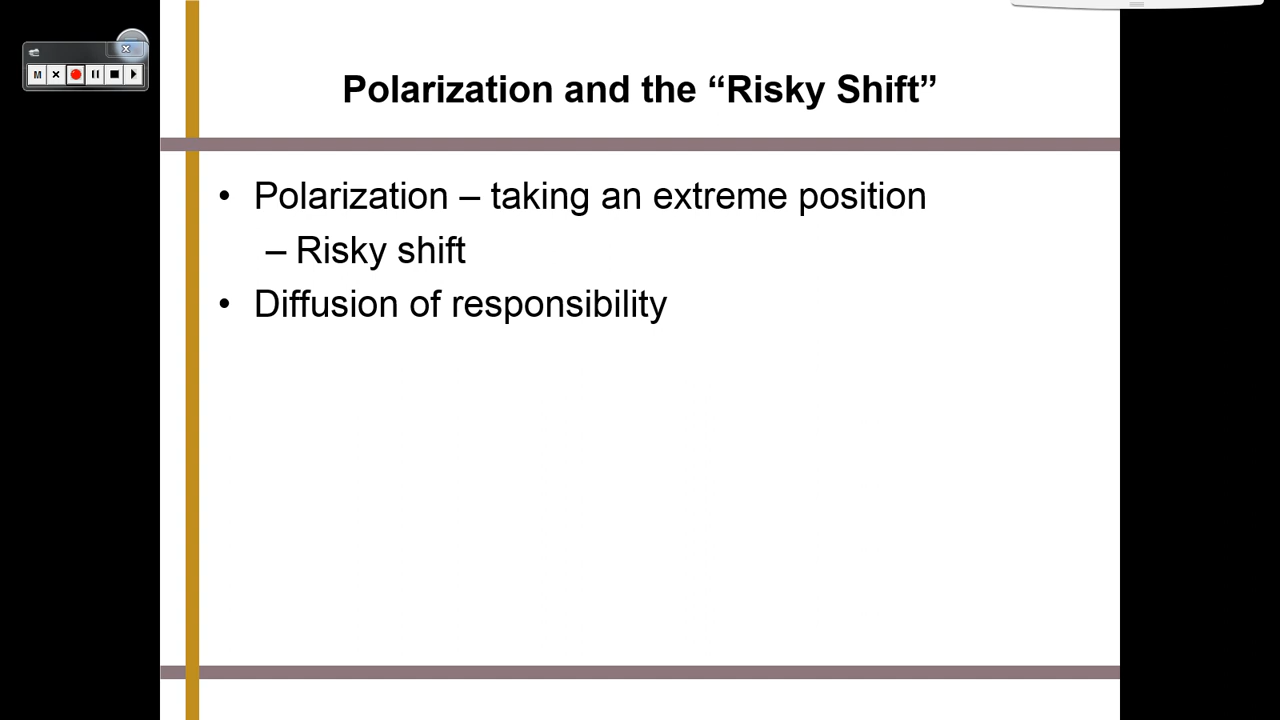 M
Polarization and the “Risky Shift”
• Polarization – taking an extreme position
– Risky shift
• Diffusion of responsibility